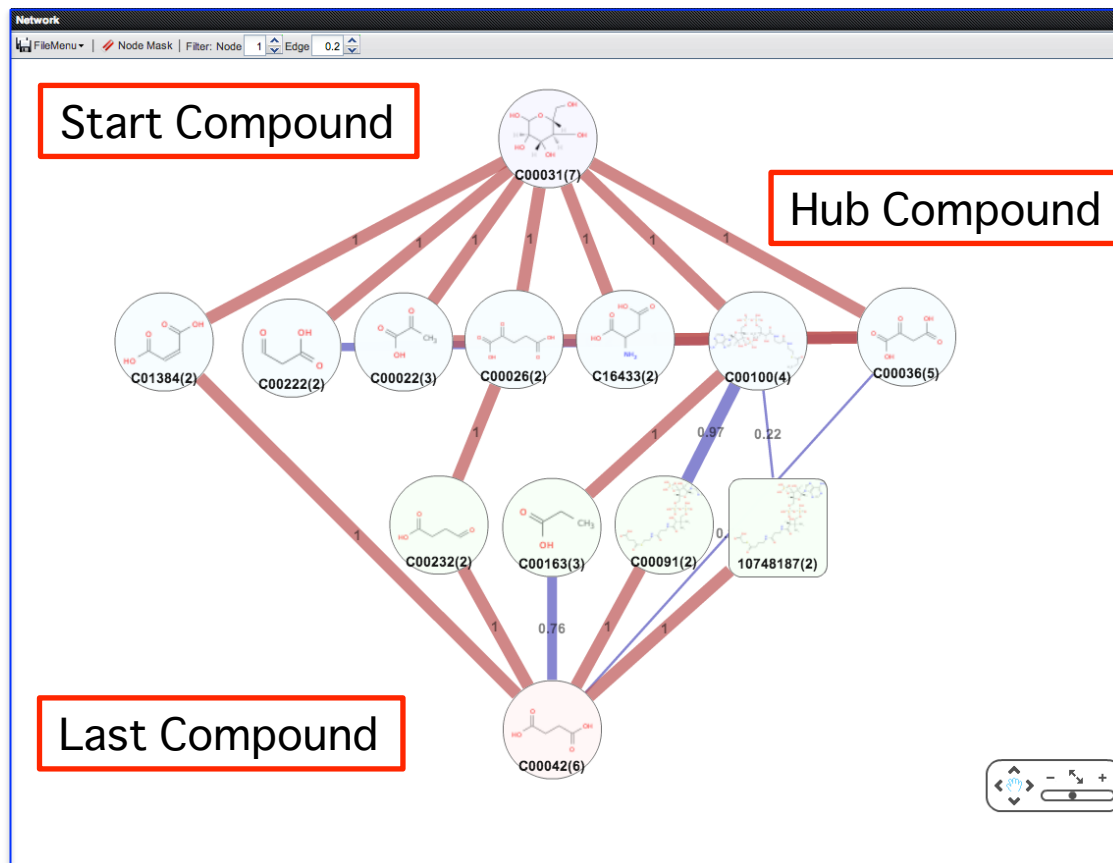 Network
FileMenu | Node Mask | Filter: Node 1 Edge 0.2
Start Compound
C00031(7)
Hub Compound
1 1 1 1 1 1 1
C01384(2) C00222(2) C00022(3) C00026(2) C16433(2) C00100(4) C00036(5)
1 1 0.97 0.22
C00232(2) C00163(3) C00091(2) 10748187(2)
1 1 0.76 1 1
Last Compound
C00042(6)